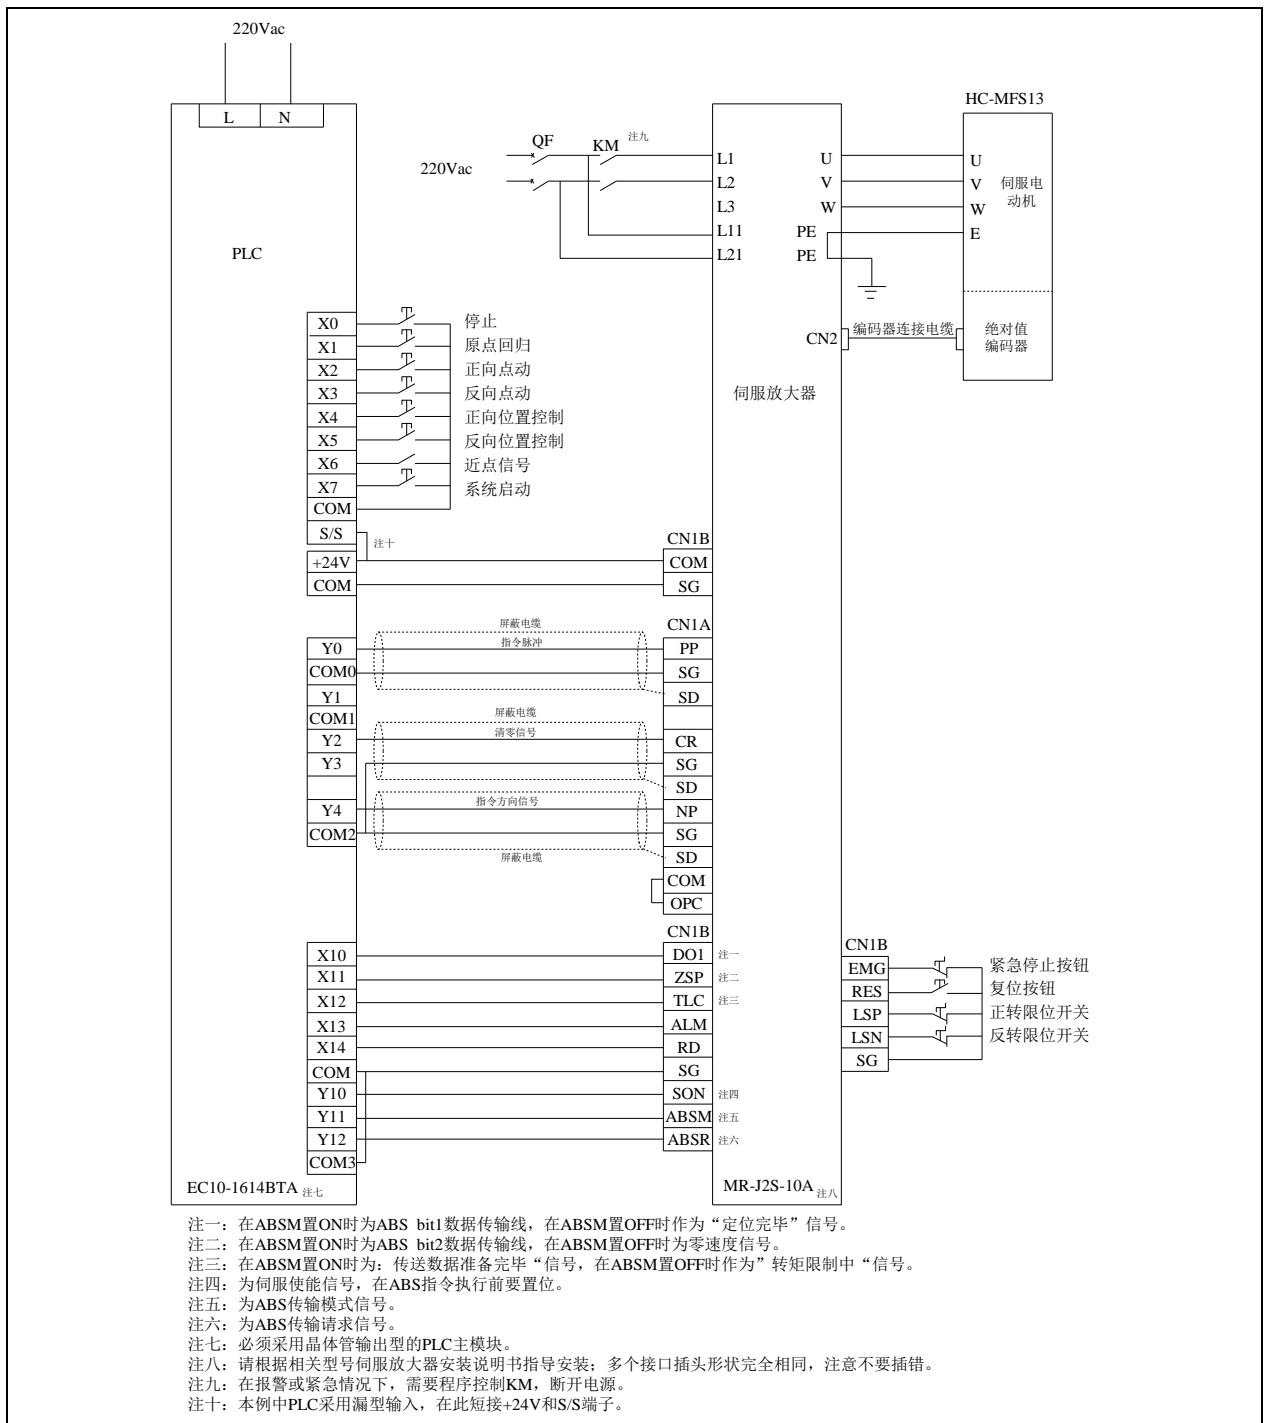 220Vac
L N
HC-MFS13
QF KM 注九
220Vac
L1 U U
L2 V V
L3 W W
L11 PE E
L21 PE
伺服电
动机
PLC
X0 停止
X1 原点回归
X2 正向点动
X3 反向点动
X4 正向位置控制
X5 反向位置控制
X6 近点信号
X7 系统启动
COM
S/S 注十
CN2 编码器连接电缆
绝对值
编码器
伺服放大器
CN1B
+24V COM
COM SG
CN1A
屏蔽电缆
Y0 指令脉冲 PP
COM0 SG
Y1 SD
COM1 屏蔽电缆
Y2 清零信号 CR
Y3 SG
SD
Y4 指令方向信号 NP
COM2 SG
屏蔽电缆 SD
COM
OPC
CN1B
X10 DO1 注一
X11 ZSP 注二
X12 TLC 注三
X13 ALM
X14 RD
COM SG
Y10 SON 注四
Y11 ABSM 注五
Y12 ABSR 注六
COM3
CN1B
EMG 紧急停止按钮
RES 复位按钮
LSP 正转限位开关
LSN 反转限位开关
SG
EC10-1614BTA 注七
MR-J2S-10A 注八
注一：在ABSM置ON时为ABS bit1数据传输线，在ABSM置OFF时作为“定位完毕”信号。
注二：在ABSM置ON时为ABS bit2数据传输线，在ABSM置OFF时为零速度信号。
注三：在ABSM置ON时为：传送数据准备完毕“信号，在ABSM置OFF时作为”转矩限制中“信号。
注四：为伺服使能信号，在ABS指令执行前要置位。
注五：为ABS传输模式信号。
注六：为ABS传输请求信号。
注七：必须采用晶体管输出型的PLC主模块。
注八：请根据相关型号伺服放大器安装说明书指导安装；多个接口插头形状完全相同，注意不要插错。
注九：在报警或紧急情况下，需要程序控制KM，断开电源。
注十：本例中PLC采用漏型输入，在此短接+24V和S/S端子。